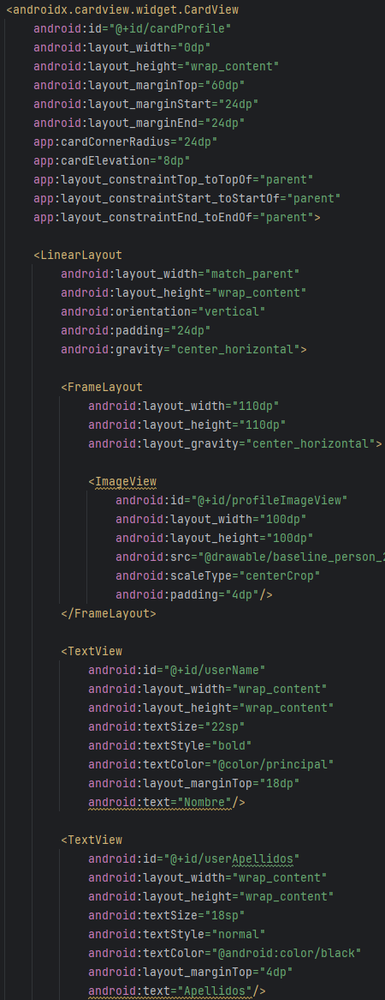 <androidx.cardview.widget.CardView
    android:id="@+id/cardProfile"
    android:layout_width="0dp"
    android:layout_height="wrap_content"
    android:layout_marginTop="60dp"
    android:layout_marginStart="24dp"
    android:layout_marginEnd="24dp"
    app:cardCornerRadius="24dp"
    app:cardElevation="8dp"
    app:layout_constraintTop_toTopOf="parent"
    app:layout_constraintStart_toStartOf="parent"
    app:layout_constraintEnd_toEndOf="parent">

    <LinearLayout
        android:layout_width="match_parent"
        android:layout_height="wrap_content"
        android:orientation="vertical"
        android:padding="24dp"
        android:gravity="center_horizontal">

        <FrameLayout
            android:layout_width="110dp"
            android:layout_height="110dp"
            android:layout_gravity="center_horizontal">

            <ImageView
                android:id="@+id/profileImageView"
                android:layout_width="100dp"
                android:layout_height="100dp"
                android:src="@drawable/baseline_person_2
                android:scaleType="centerCrop"
                android:padding="4dp"/>
        </FrameLayout>

        <TextView
            android:id="@+id/userName"
            android:layout_width="wrap_content"
            android:layout_height="wrap_content"
            android:textSize="22sp"
            android:textStyle="bold"
            android:textColor="@color/principal"
            android:layout_marginTop="18dp"
            android:text="Nombre"/>

        <TextView
            android:id="@+id/userApellidos"
            android:layout_width="wrap_content"
            android:layout_height="wrap_content"
            android:textSize="18sp"
            android:textStyle="normal"
            android:textColor="@android:color/black"
            android:layout_marginTop="4dp"
            android:text="Apellidos"/>